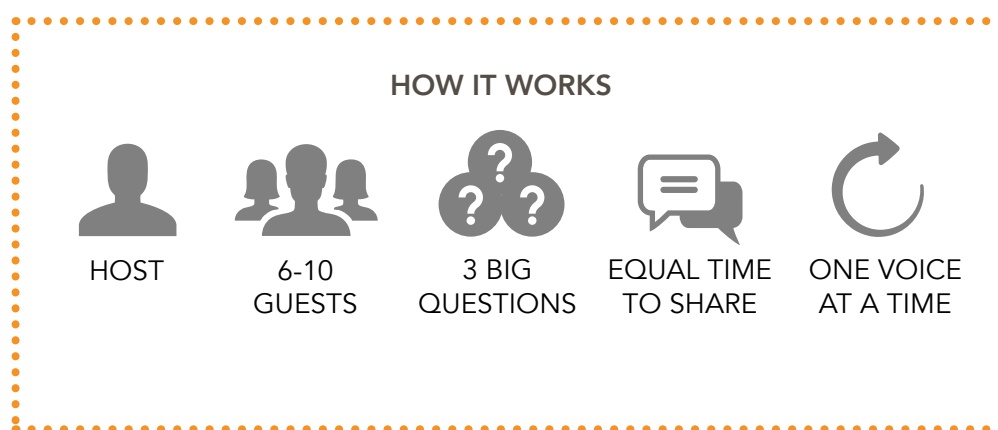 HOW IT WORKS
HOST
6-10
GUESTS
3 BIG
QUESTIONS
EQUAL TIME
TO SHARE
ONE VOICE
AT A TIME
? 
? ?